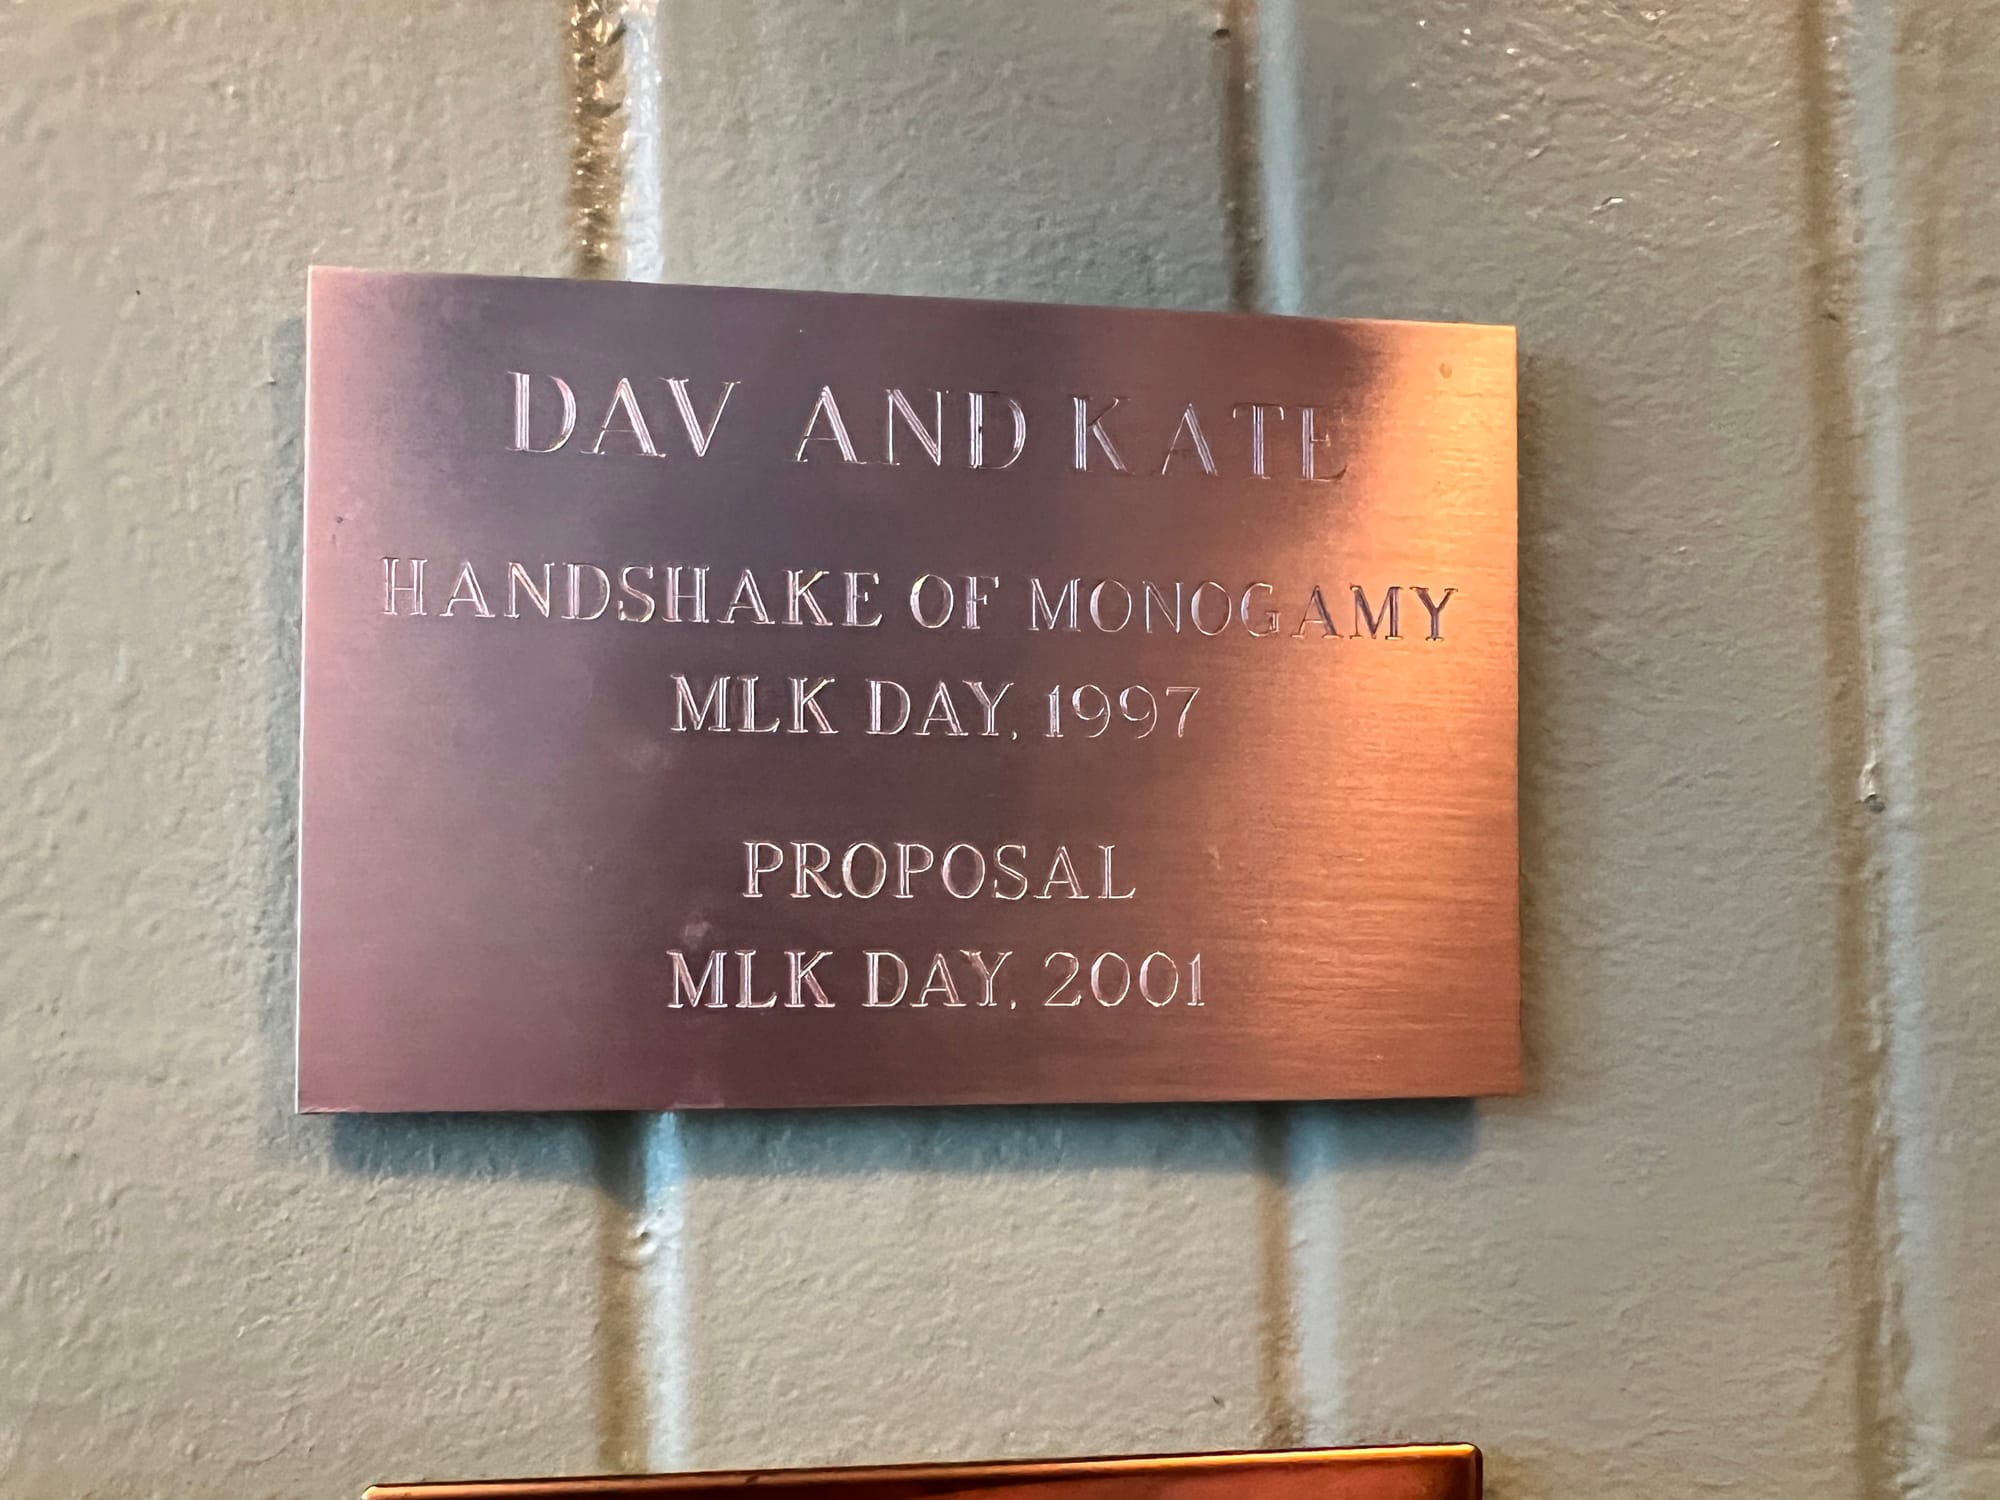 DAV AND KATE
HANDSHAKE OF MONOGAMY
MLK DAY, 1997
PROPOSAL
MLK DAY, 2001